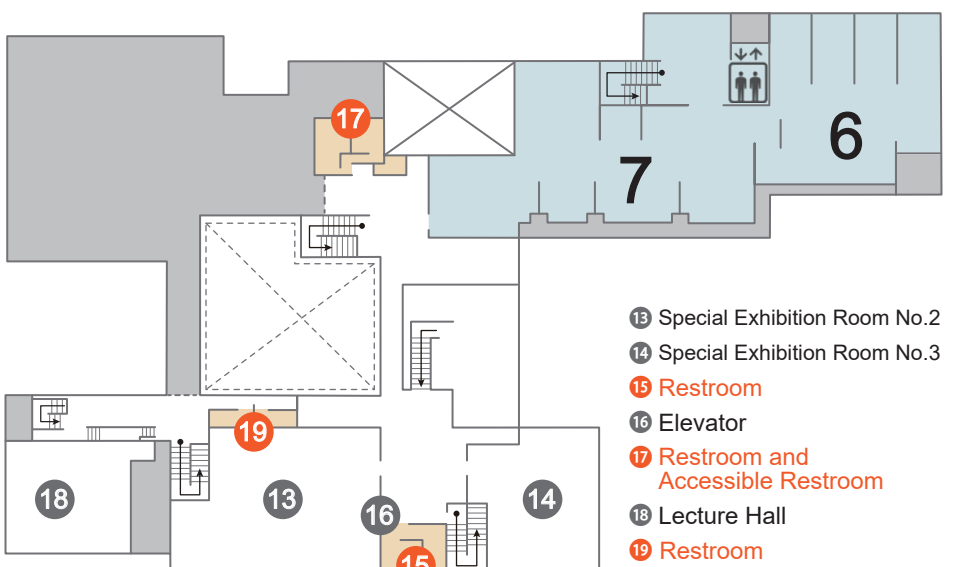 17
6
7
19
18
13
16
14
15
13 Special Exhibition Room No.2
14 Special Exhibition Room No.3
15 Restroom
16 Elevator
17 Restroom and
Accessible Restroom
18 Lecture Hall
19 Restroom